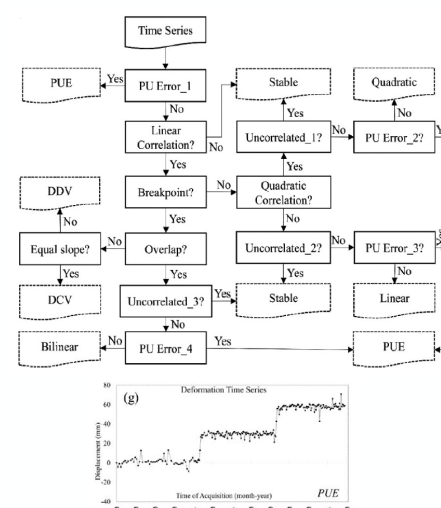 Time Series
PUE
Yes
PU Error_1
Stable
Quadratic
No
Yes
No
Linear Correlation?
No
Uncorrelated_1?
No
PU Error_2?
Yes
Yes
DDV
Breakpoint?
No
Quadratic Correlation?
No
Yes
No
Equal slope?
No
Overlap?
Uncorrelated_2?
No
PU Error_3?
Yes
Yes
Yes
No
DCV
Uncorrelated_3?
Yes
Stable
Linear
No
Bilinear
No
PU Error_4
Yes
PUE
(g)
Deformation Time Series
80
60
40
20
0
-20
-40
Displacement (mm)
Time of Acquisition (month-year)
PUE